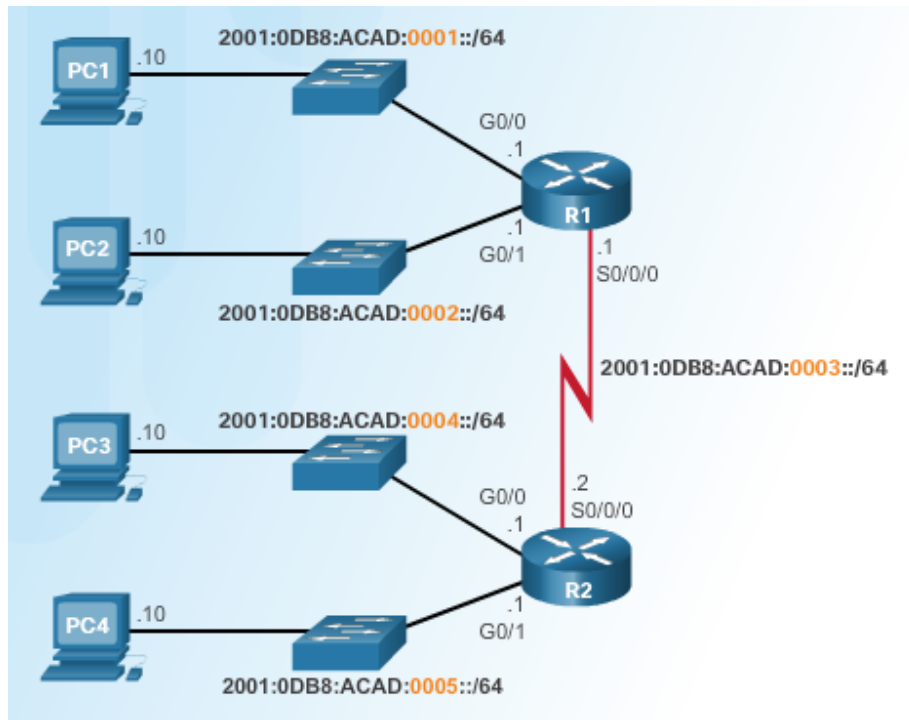 2001:0DB8:ACAD:0001::/64
PC1
.10
G0/0
.1
R1
PC2
.10
.1
G0/1
.1
S0/0/0
2001:0DB8:ACAD:0002::/64
2001:0DB8:ACAD:0003::/64
2001:0DB8:ACAD:0004::/64
PC3
.10
G0/0
.1
.2
S0/0/0
R2
PC4
.10
.1
G0/1
2001:0DB8:ACAD:0005::/64